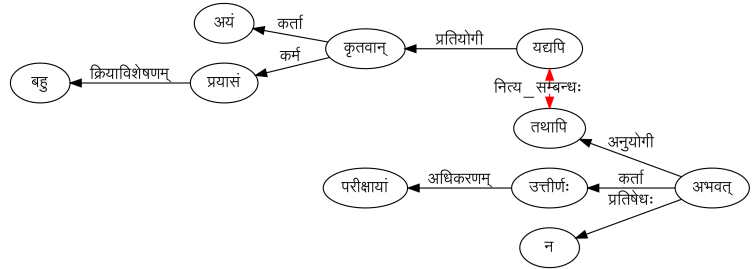 अयं
कर्ता
कृतवान्
प्रतियोगी
यद्यपि
कर्म
बहु
क्रियाविशेषणम्
प्रयासं
नित्य_सम्बन्धः
तथापि
अनुयोगी
परीक्षायां
अधिकरणम्
उत्तीर्णः
कर्ता
अभवत्
प्रतिषेधः
न